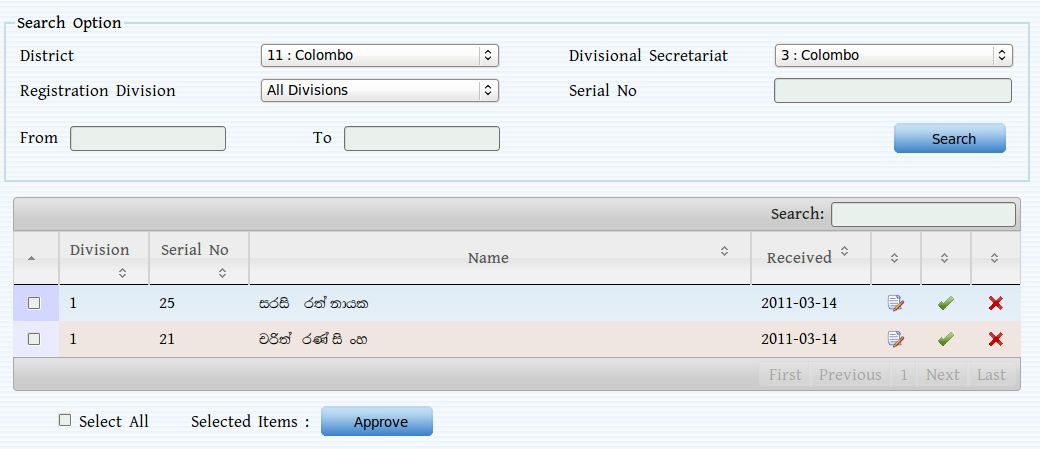 Search Option
District 11 : Colombo Divisional Secretariat 3 : Colombo
Registration Division All Divisions Serial No
From To Search
Search:
Division Serial No Name Received
1 25 සරසි රත් නායක 2011-03-14
1 21 චරිත් රණ් සි ංහ 2011-03-14
First Previous 1 Next Last
Select All Selected Items : Approve